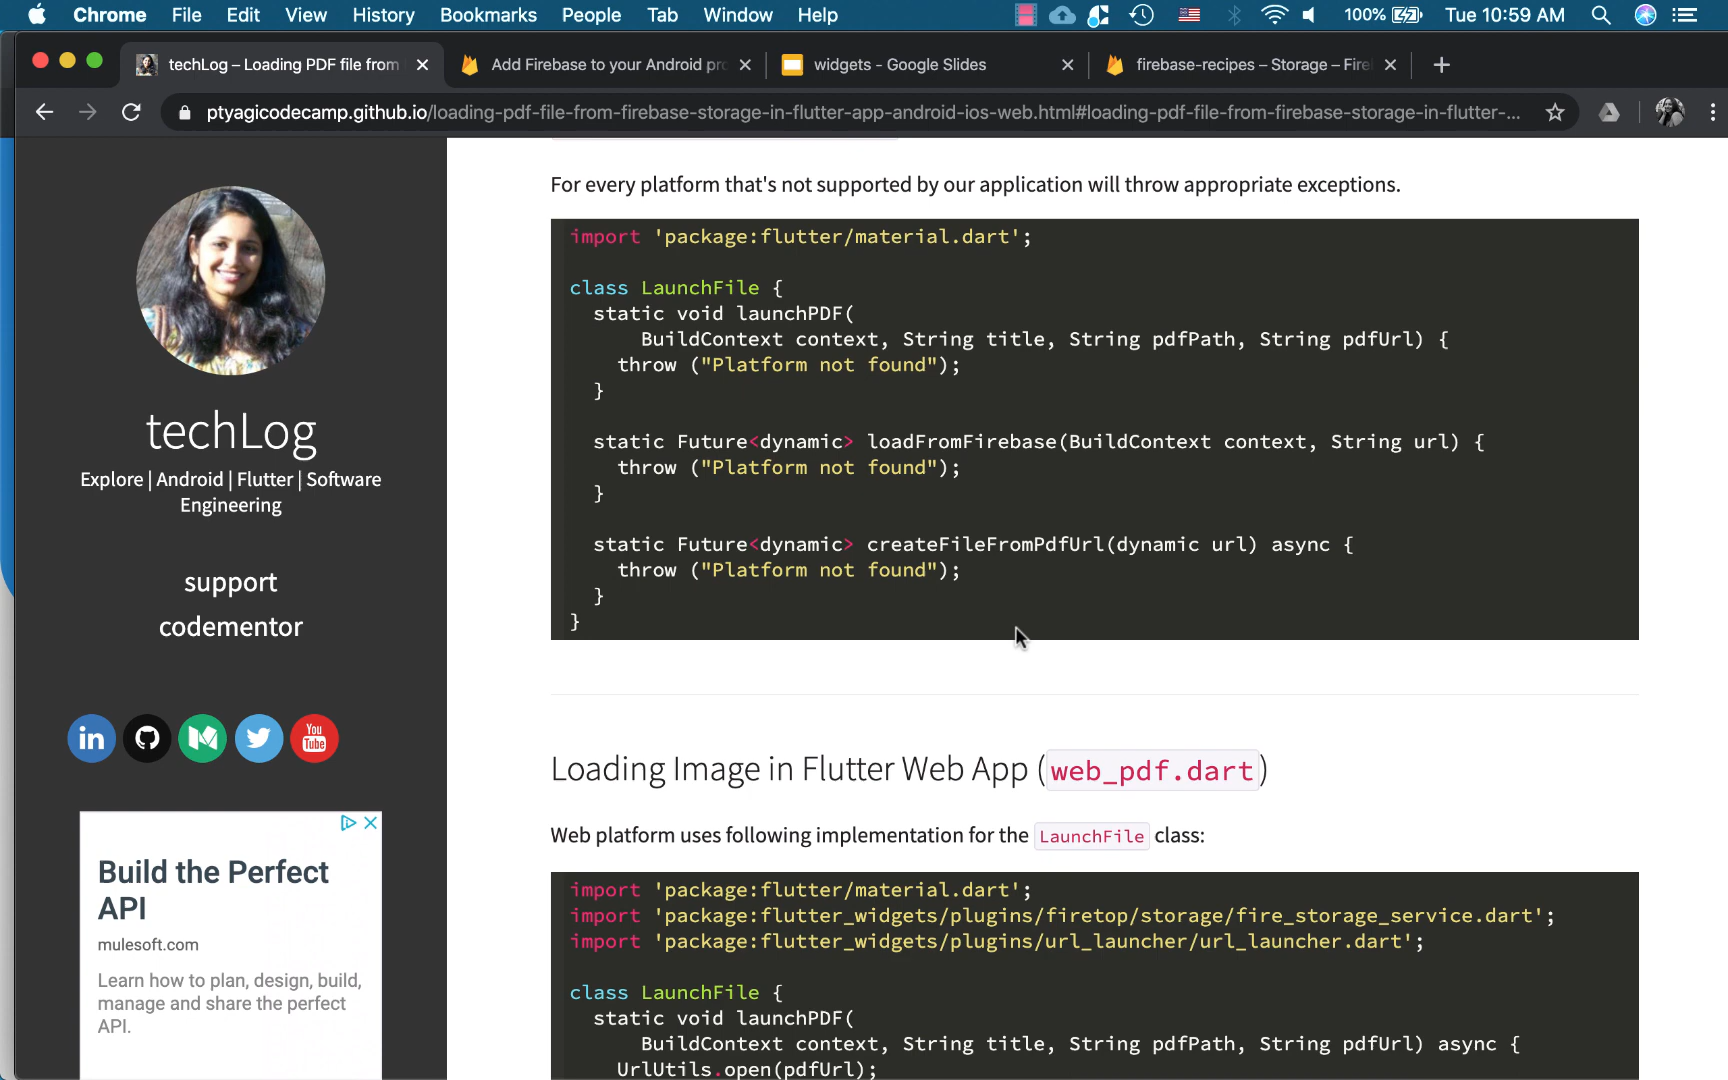 Chrome File Edit View History Bookmarks People Tab Window Help 100% Tue 10:59 AM
techLog – Loading PDF file from
Add Firebase to your Android pro
widgets - Google Slides
firebase-recipes – Storage – Fire
ptyagicodecamp.github.io/loading-pdf-file-from-firebase-storage-in-flutter-app-android-ios-web.html#loading-pdf-file-from-firebase-storage-in-flutter-...
techLog
Explore | Android | Flutter | Software
Engineering
support
codementor
in
You
Tube
Build the Perfect
API
mulesoft.com
Learn how to plan, design, build,
manage and share the perfect
API.
For every platform that's not supported by our application will throw appropriate exceptions.
import 'package:flutter/material.dart';
class LaunchFile {
static void launchPDF(
BuildContext context, String title, String pdfPath, String pdfUrl) {
throw ("Platform not found");
}
static Future<dynamic> loadFromFirebase(BuildContext context, String url) {
throw ("Platform not found");
}
static Future<dynamic> createFileFromPdfUrl(dynamic url) async {
throw ("Platform not found");
}
}
Loading Image in Flutter Web App (web_pdf.dart)
Web platform uses following implementation for the LaunchFile class:
import 'package:flutter/material.dart';
import 'package:flutter_widgets/plugins/firetop/storage/fire_storage_service.dart';
import 'package:flutter_widgets/plugins/url_launcher/url_launcher.dart';
class LaunchFile {
static void launchPDF(
BuildContext context, String title, String pdfPath, String pdfUrl) async {
UrlUtils.open(pdfUrl);